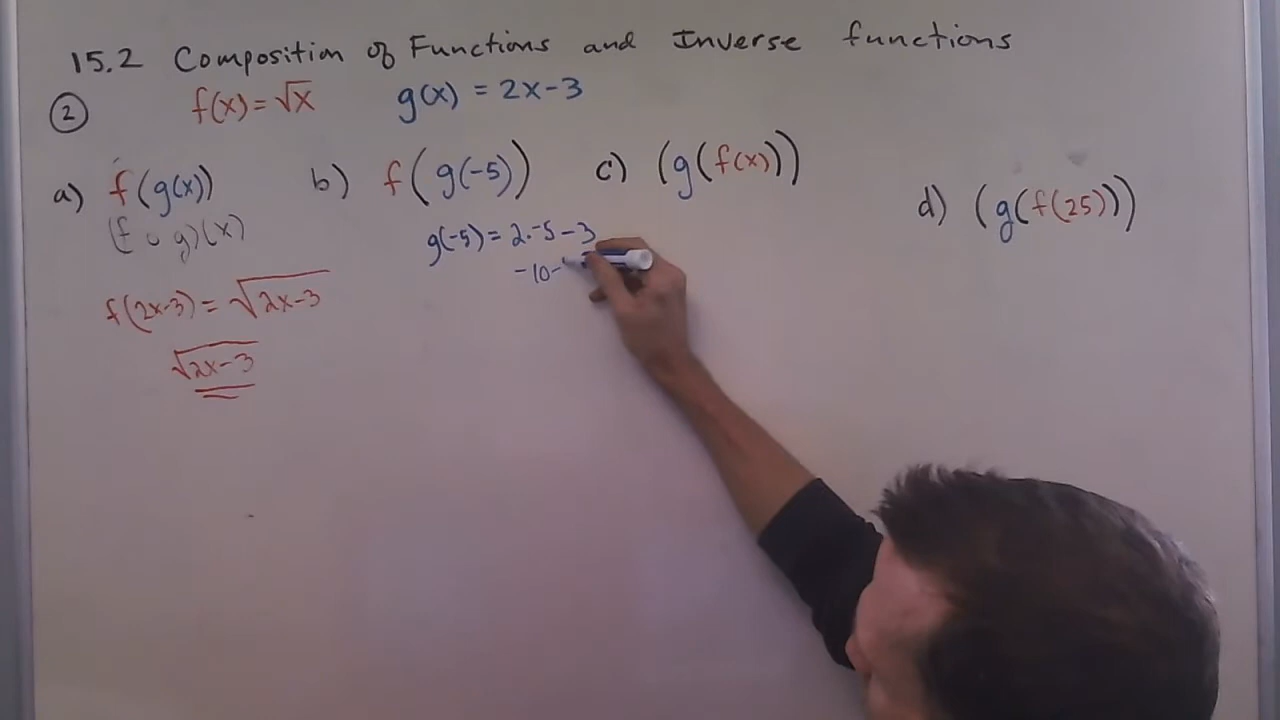 15.2 Composition of Functions and Inverse functions
② f(x) = √x g(x) = 2x-3
a) f(g(x)) b) f(g(-5)) c) (g(f(x))) d) (g(f(25)))
(f ∘ g)(x) g(-5) = 2·-5-3
-10-
f(2x-3) = √2x-3
√2x-3